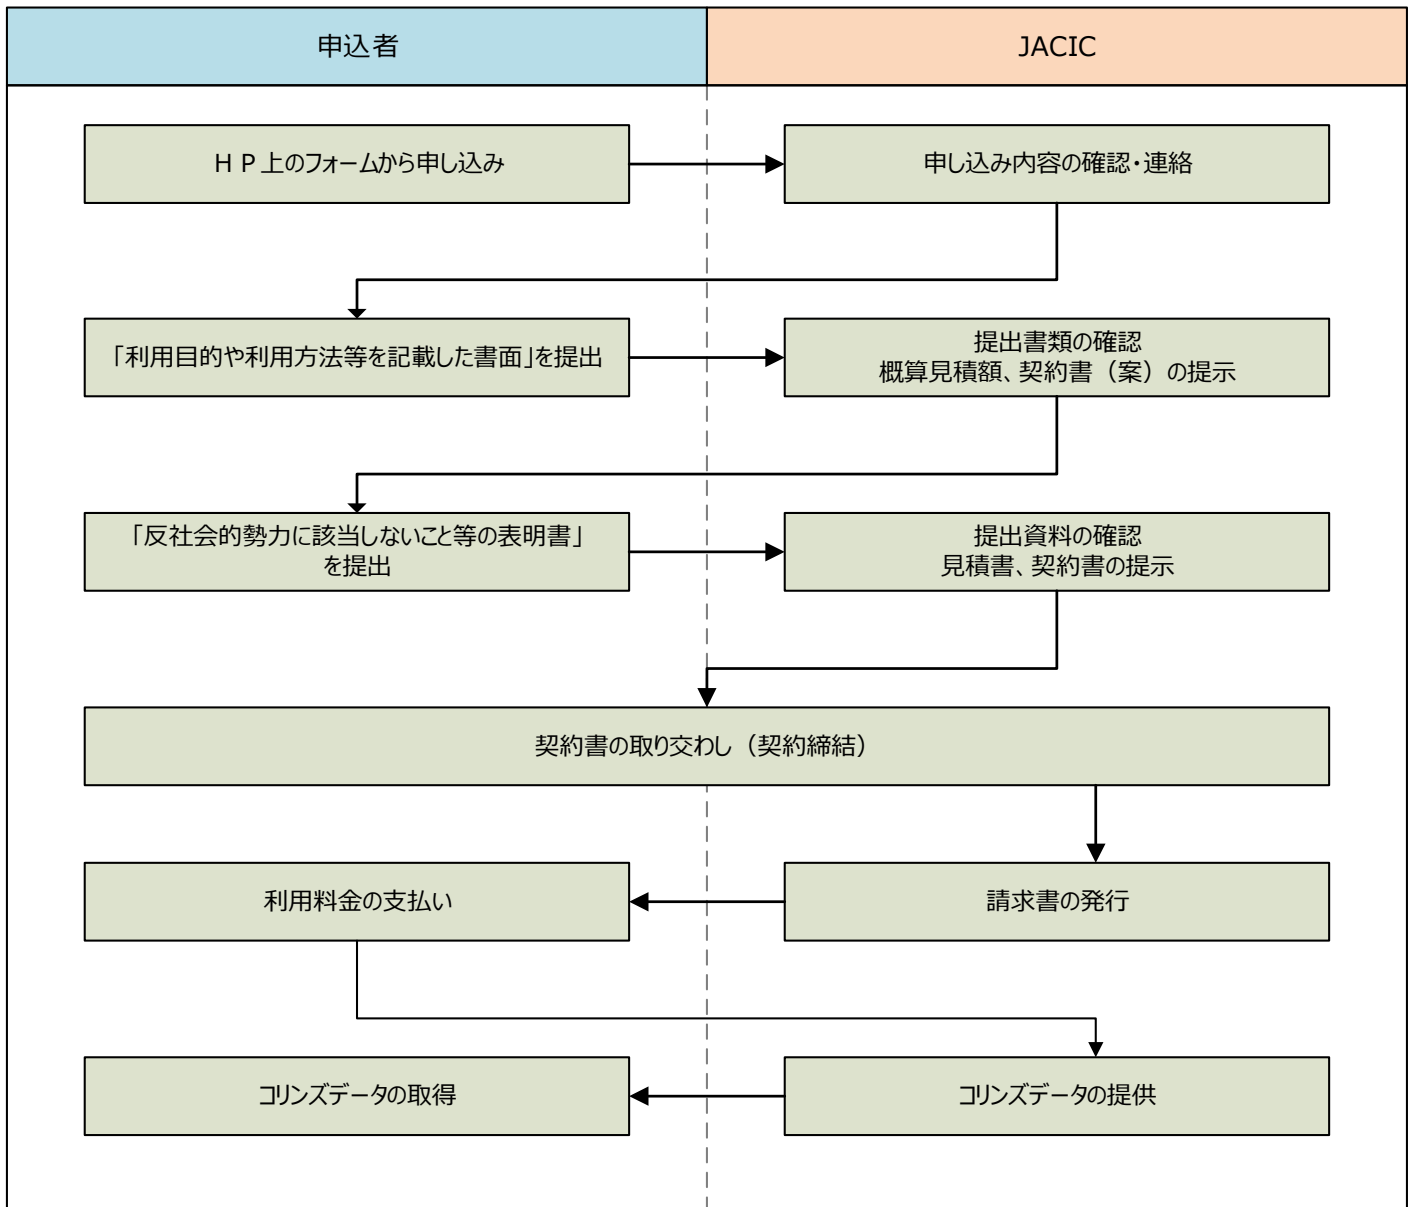 申込者
JACIC
ＨＰ上のフォームから申し込み
申し込み内容の確認・連絡
「利用目的や利用方法等を記載した書面」を提出
提出書類の確認
概算見積額、契約書（案）の提示
「反社会的勢力に該当しないこと等の表明書」
を提出
提出資料の確認
見積書、契約書の提示
契約書の取り交わし（契約締結）
利用料金の支払い
請求書の発行
コリンズデータの取得
コリンズデータの提供